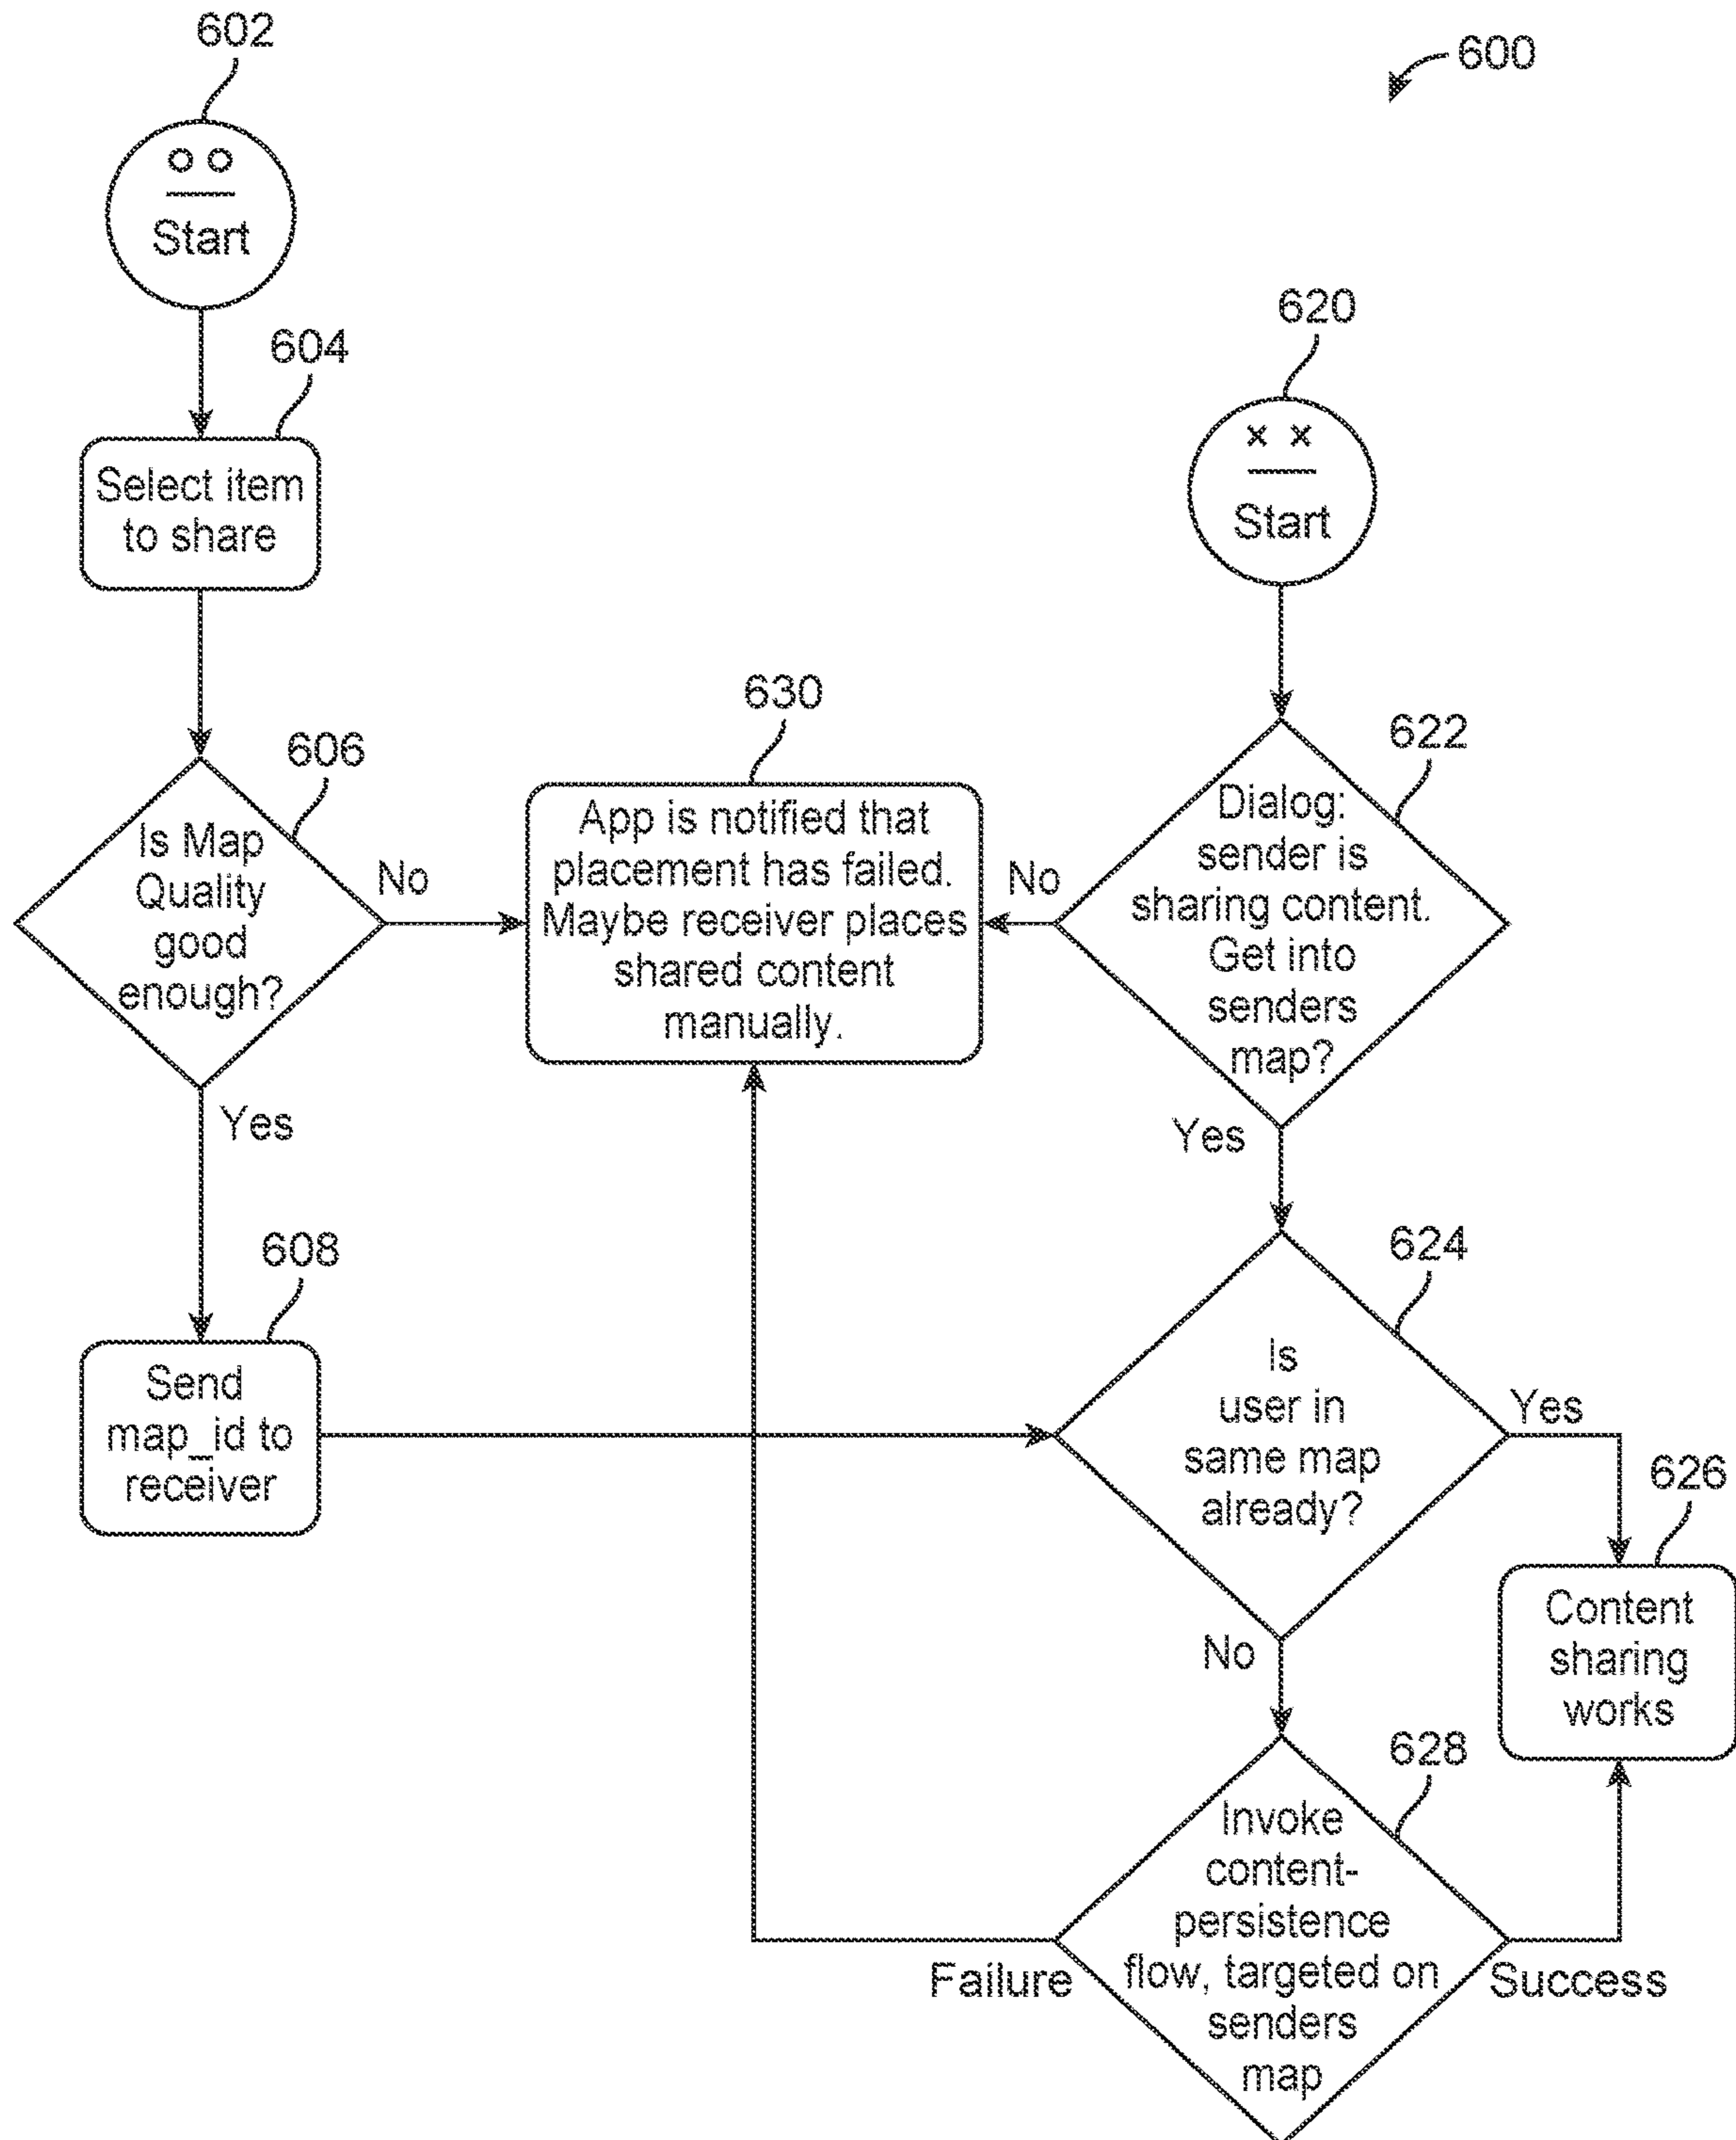 602
600
Start
604
Select item
to share
620
Start
606
Is Map
Quality
good
enough?
No
Yes
630
App is notified that
placement has failed.
Maybe receiver places
shared content
manually.
622
Dialog:
sender is
sharing content.
Get into
senders
map?
No
Yes
608
Send
map_id to
receiver
624
Is
user in
same map
already?
Yes
No
626
Content
sharing
works
628
Invoke
content-
persistence
flow, targeted on
senders
map
Failure
Success